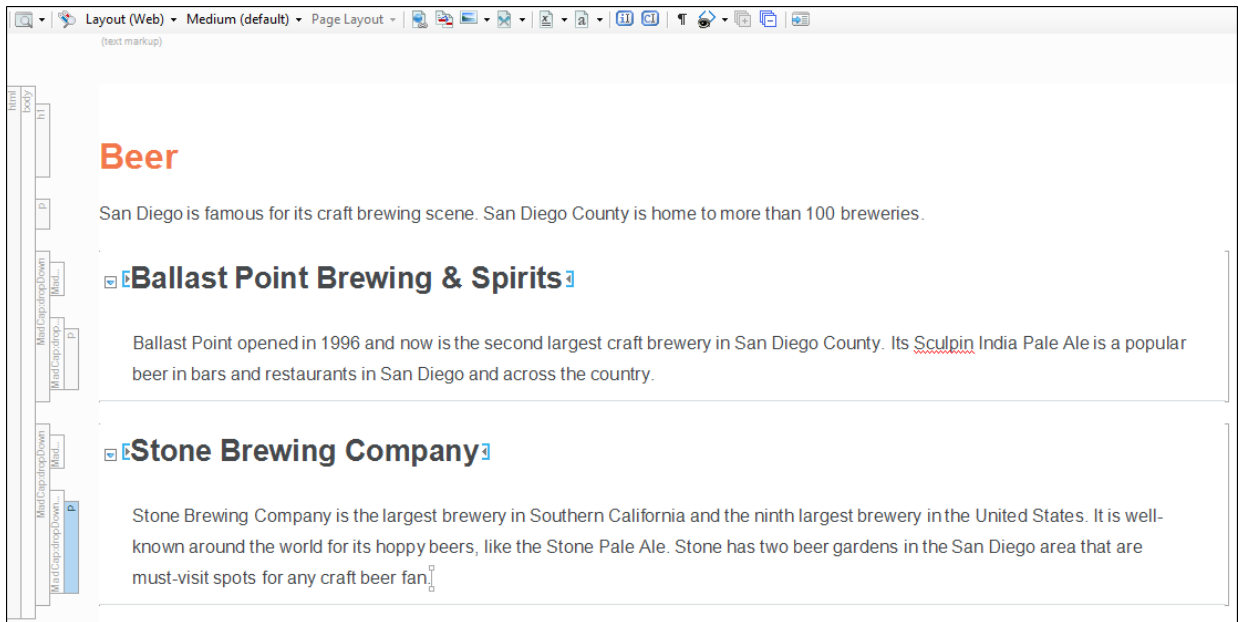 Layout (Web) Medium (default) Page Layout
(text markup)
html
body
h1
Beer
p
San Diego is famous for its craft brewing scene. San Diego County is home to more than 100 breweries.
MadCap:dropDown
Mad...
Ballast Point Brewing & Spirits
MadCap:drop...
p
Ballast Point opened in 1996 and now is the second largest craft brewery in San Diego County. Its Sculpin India Pale Ale is a popular
beer in bars and restaurants in San Diego and across the country.
MadCap:dropDown
Mad...
Stone Brewing Company
MadCap:dropDown...
p
Stone Brewing Company is the largest brewery in Southern California and the ninth largest brewery in the United States. It is well-
known around the world for its hoppy beers, like the Stone Pale Ale. Stone has two beer gardens in the San Diego area that are
must-visit spots for any craft beer fan.